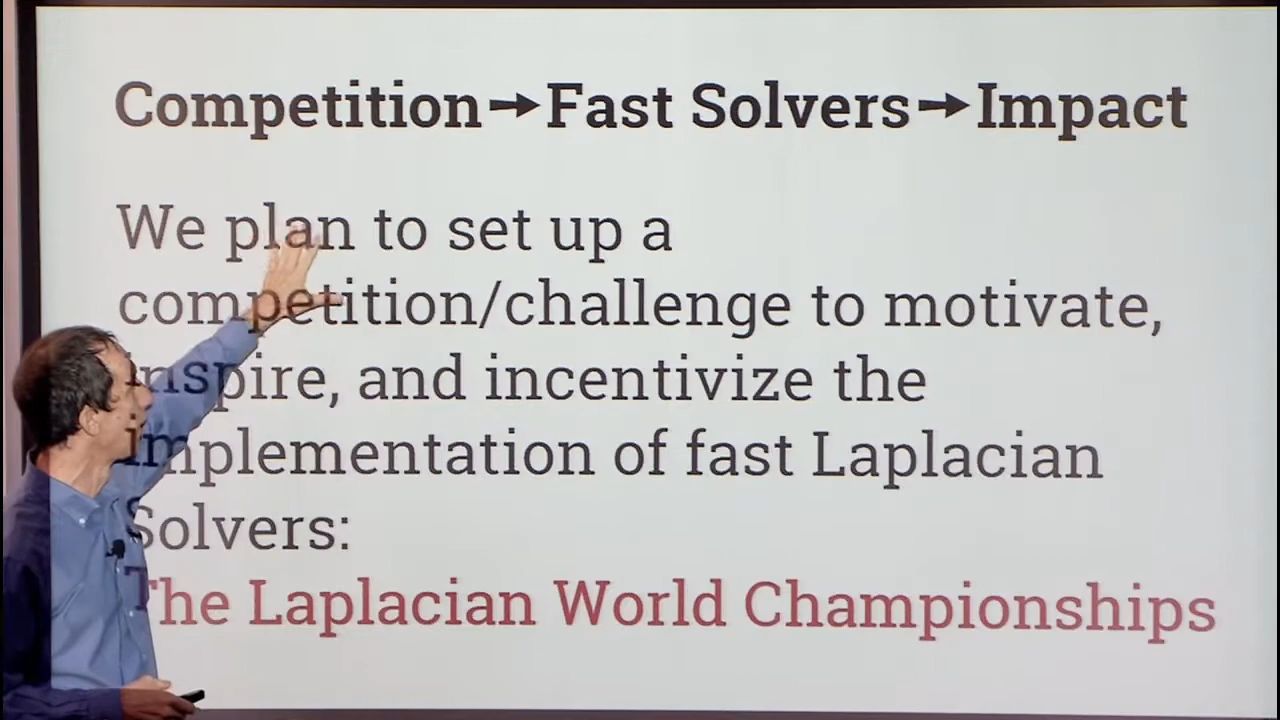 Competition→Fast Solvers→Impact
We plan to set up a
competition/challenge to motivate,
inspire, and incentivize the
implementation of fast Laplacian
Solvers:
The Laplacian World Championships